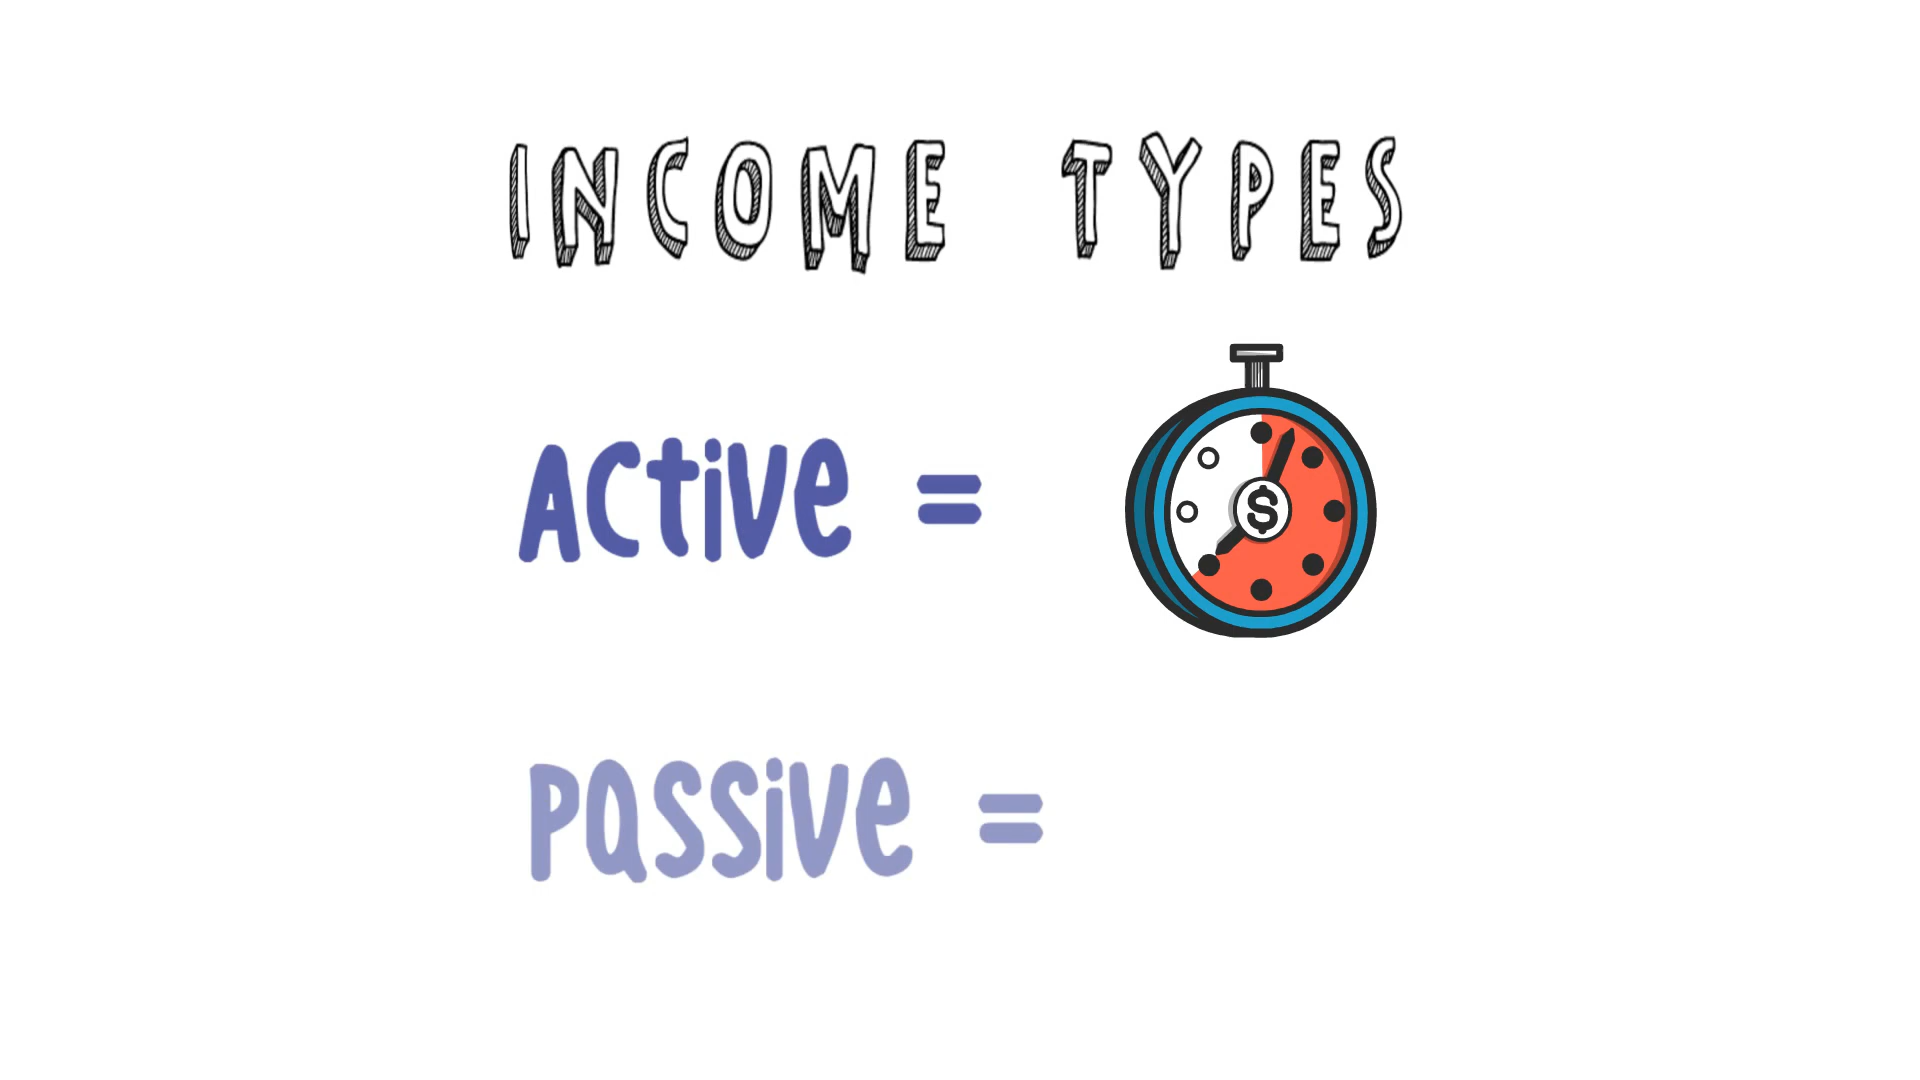 INCOME TYPES
ACtive =
$
PASSive =